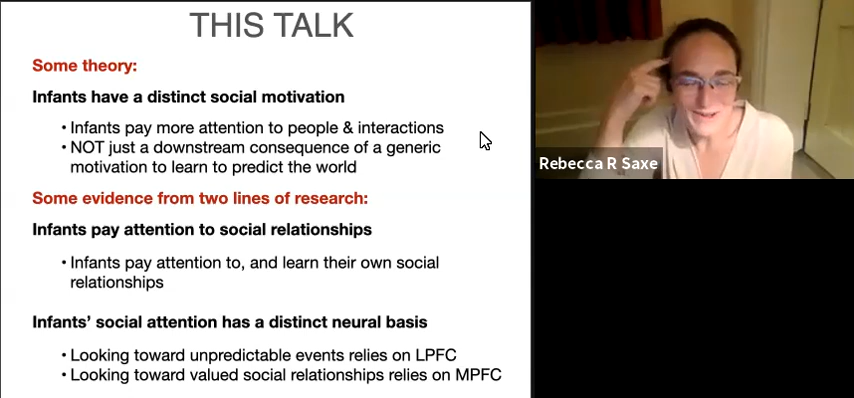 THIS TALK
Some theory:
Infants have a distinct social motivation
• Infants pay more attention to people & interactions
• NOT just a downstream consequence of a generic
motivation to learn to predict the world
Some evidence from two lines of research:
Infants pay attention to social relationships
• Infants pay attention to, and learn their own social
relationships
Infants' social attention has a distinct neural basis
• Looking toward unpredictable events relies on LPFC
• Looking toward valued social relationships relies on MPFC
Rebecca R Saxe